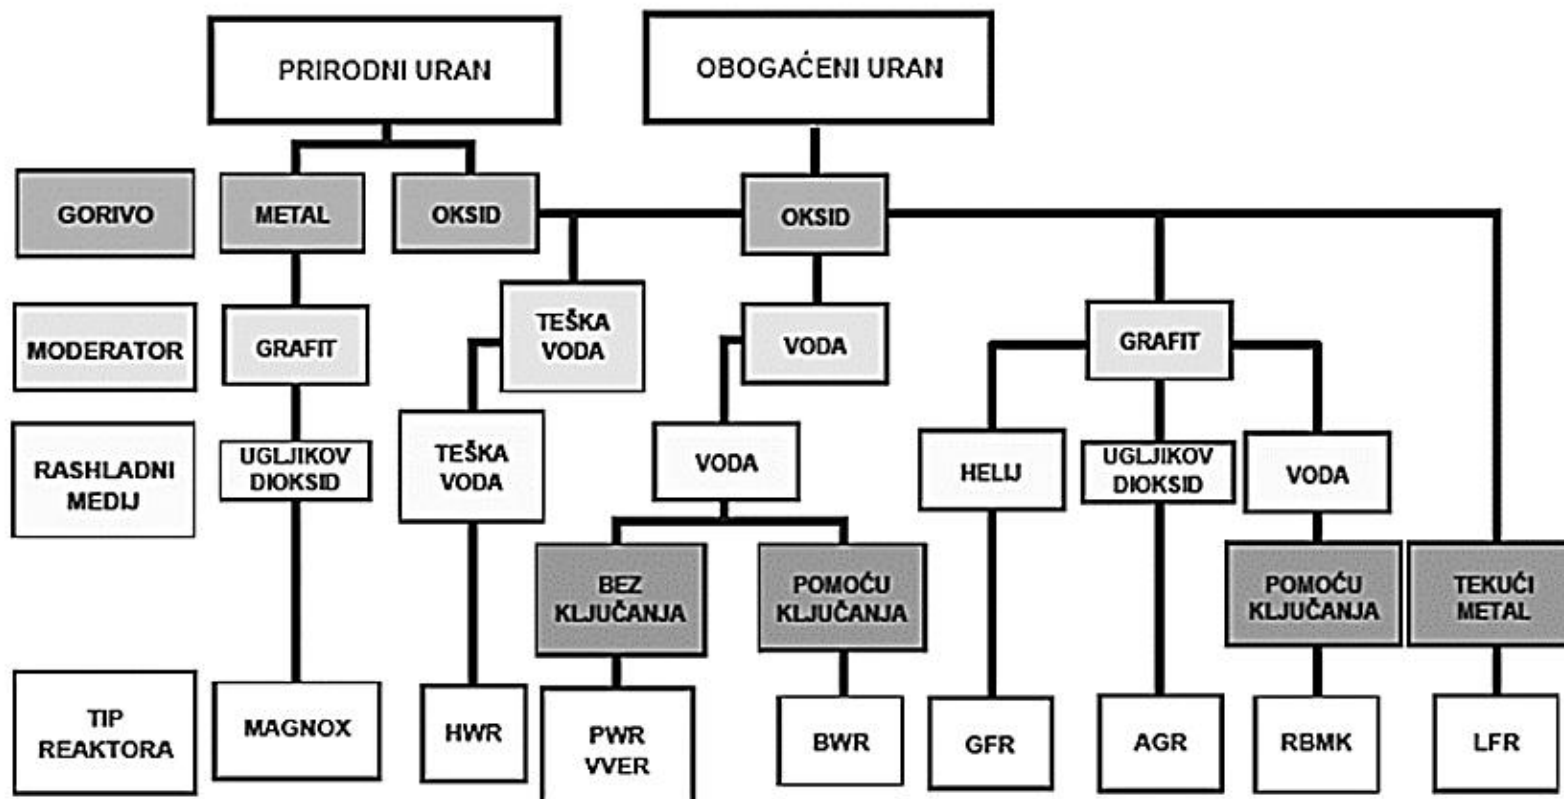 PRIRODNI URAN
OBOGAĆENI URAN
GORIVO
METAL
OKSID
OKSID
MODERATOR
GRAFIT
TEŠKA
VODA
VODA
GRAFIT
RASHLADNI
MEDIJ
UGLJIKOV
DIOKSID
TEŠKA
VODA
VODA
HELIJ
UGLJIKOV
DIOKSID
VODA
BEZ
KLJUČANJA
POMOĆU
KLJUČANJA
POMOĆU
KLJUČANJA
TEKUĆI
METAL
TIP
REAKTORA
MAGNOX
HWR
PWR
VVER
BWR
GFR
AGR
RBMK
LFR